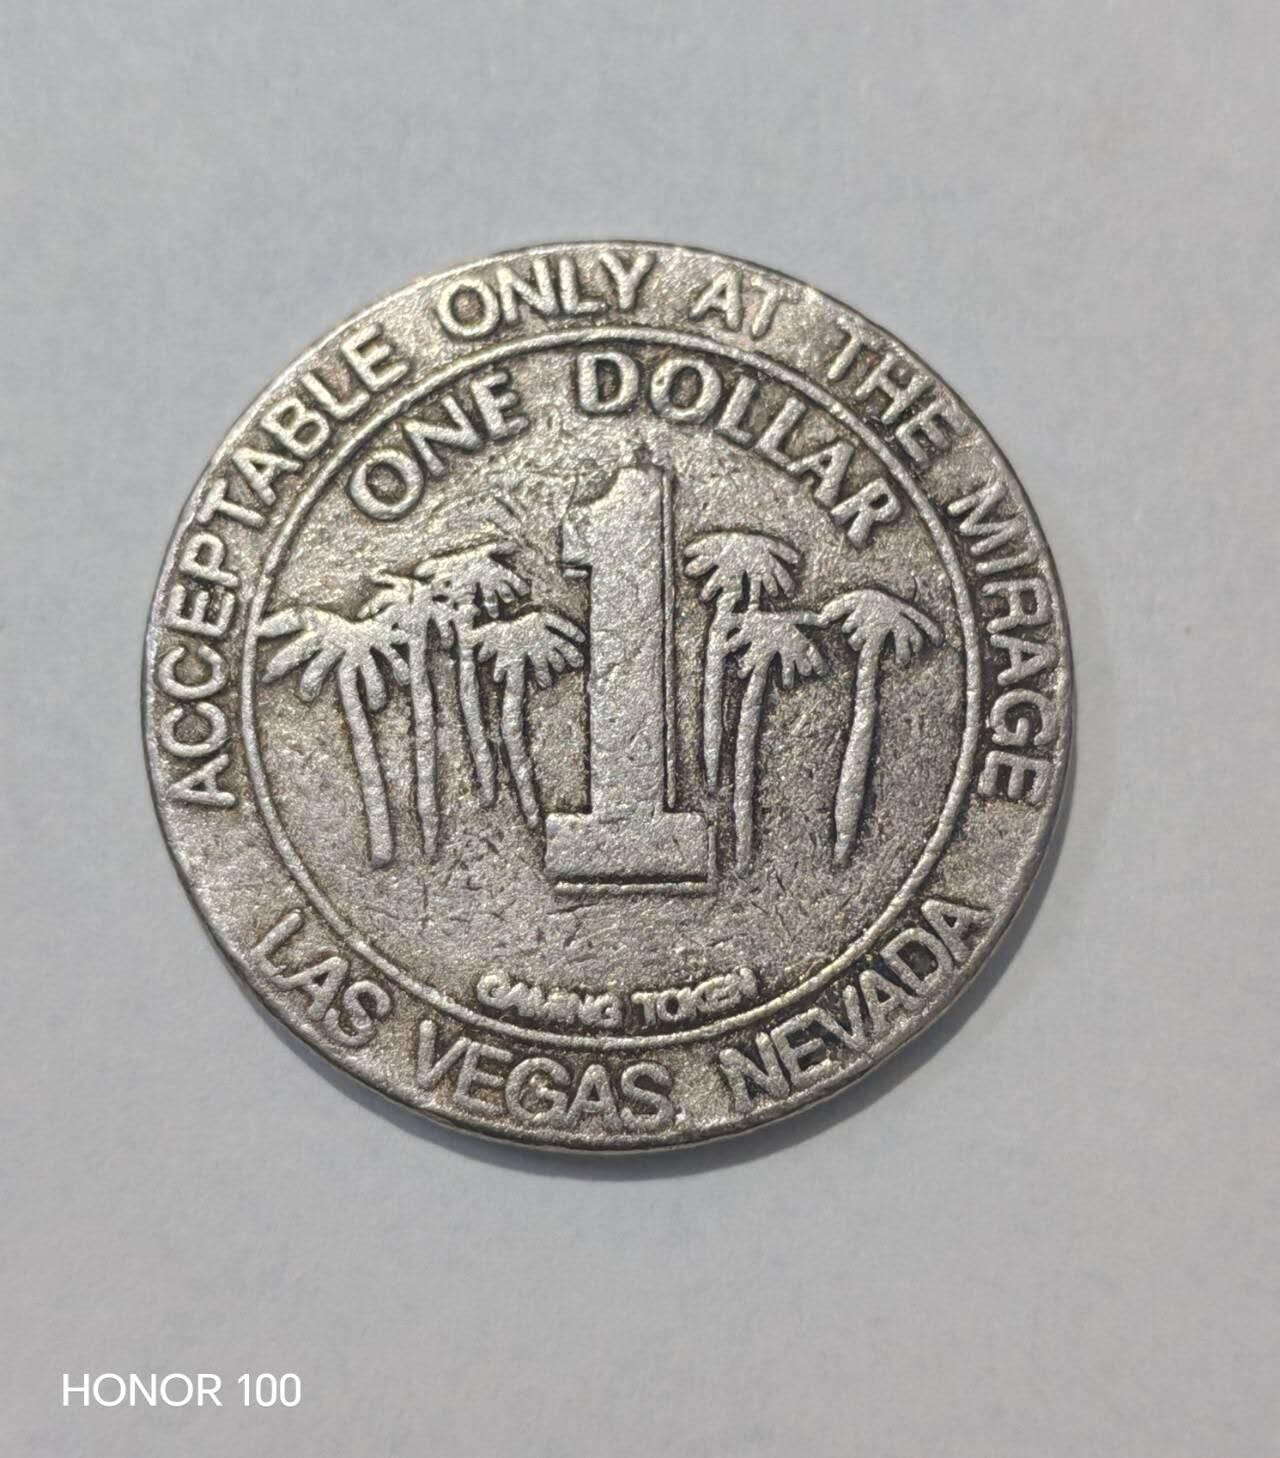 ACCEPTABLE ONLY AT THE MIRAGE
ONE DOLLAR
1
GAMING TOKEN
LAS VEGAS, NEVADA
HONOR 100